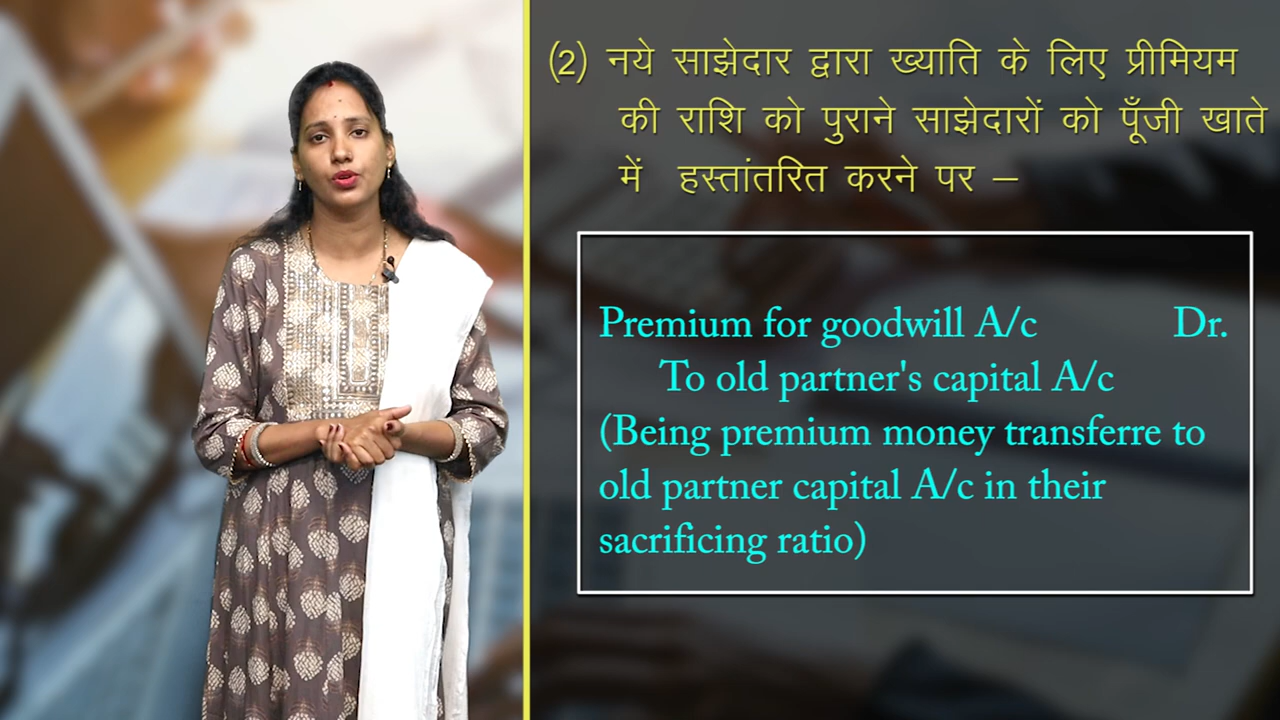 (2) नये साझेदार द्वारा ख्याति के लिए प्रीमियम
की राशि को पुराने साझेदारों को पूँजी खाते
में हस्तांतरित करने पर –
Premium for goodwill A/c Dr.
To old partner's capital A/c
(Being premium money transferre to
old partner capital A/c in their
sacrificing ratio)